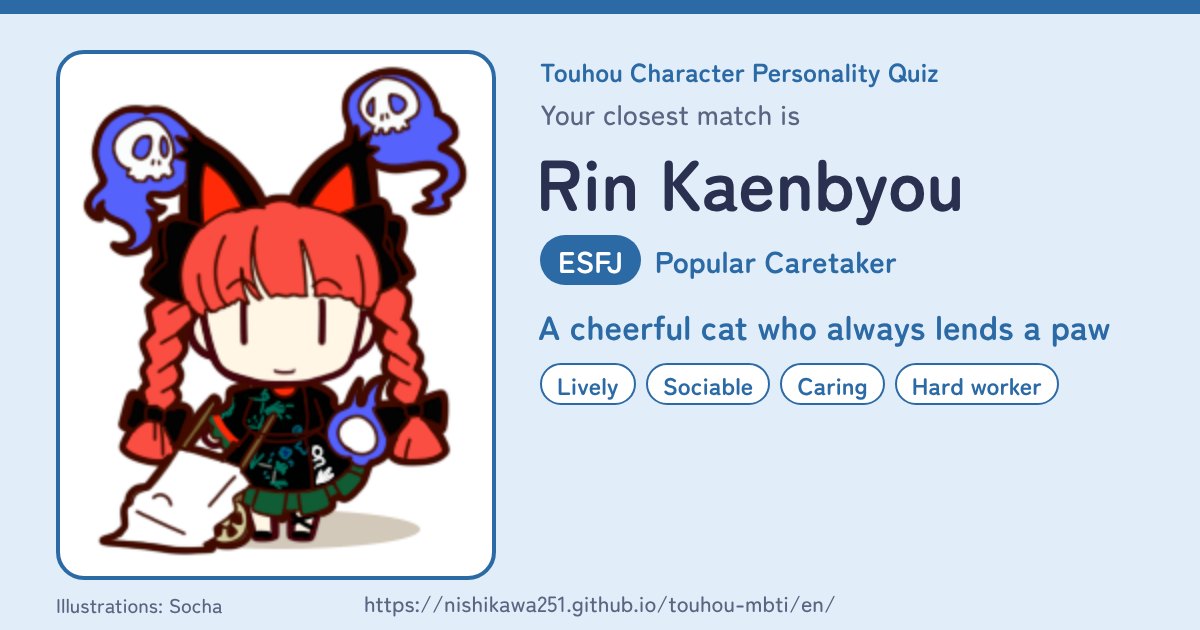 Touhou Character Personality Quiz
Your closest match is
Rin Kaenbyou
ESFJ Popular Caretaker
A cheerful cat who always lends a paw
Lively Sociable Caring Hard worker
Illustrations: Socha
https://nishikawa251.github.io/touhou-mbti/en/